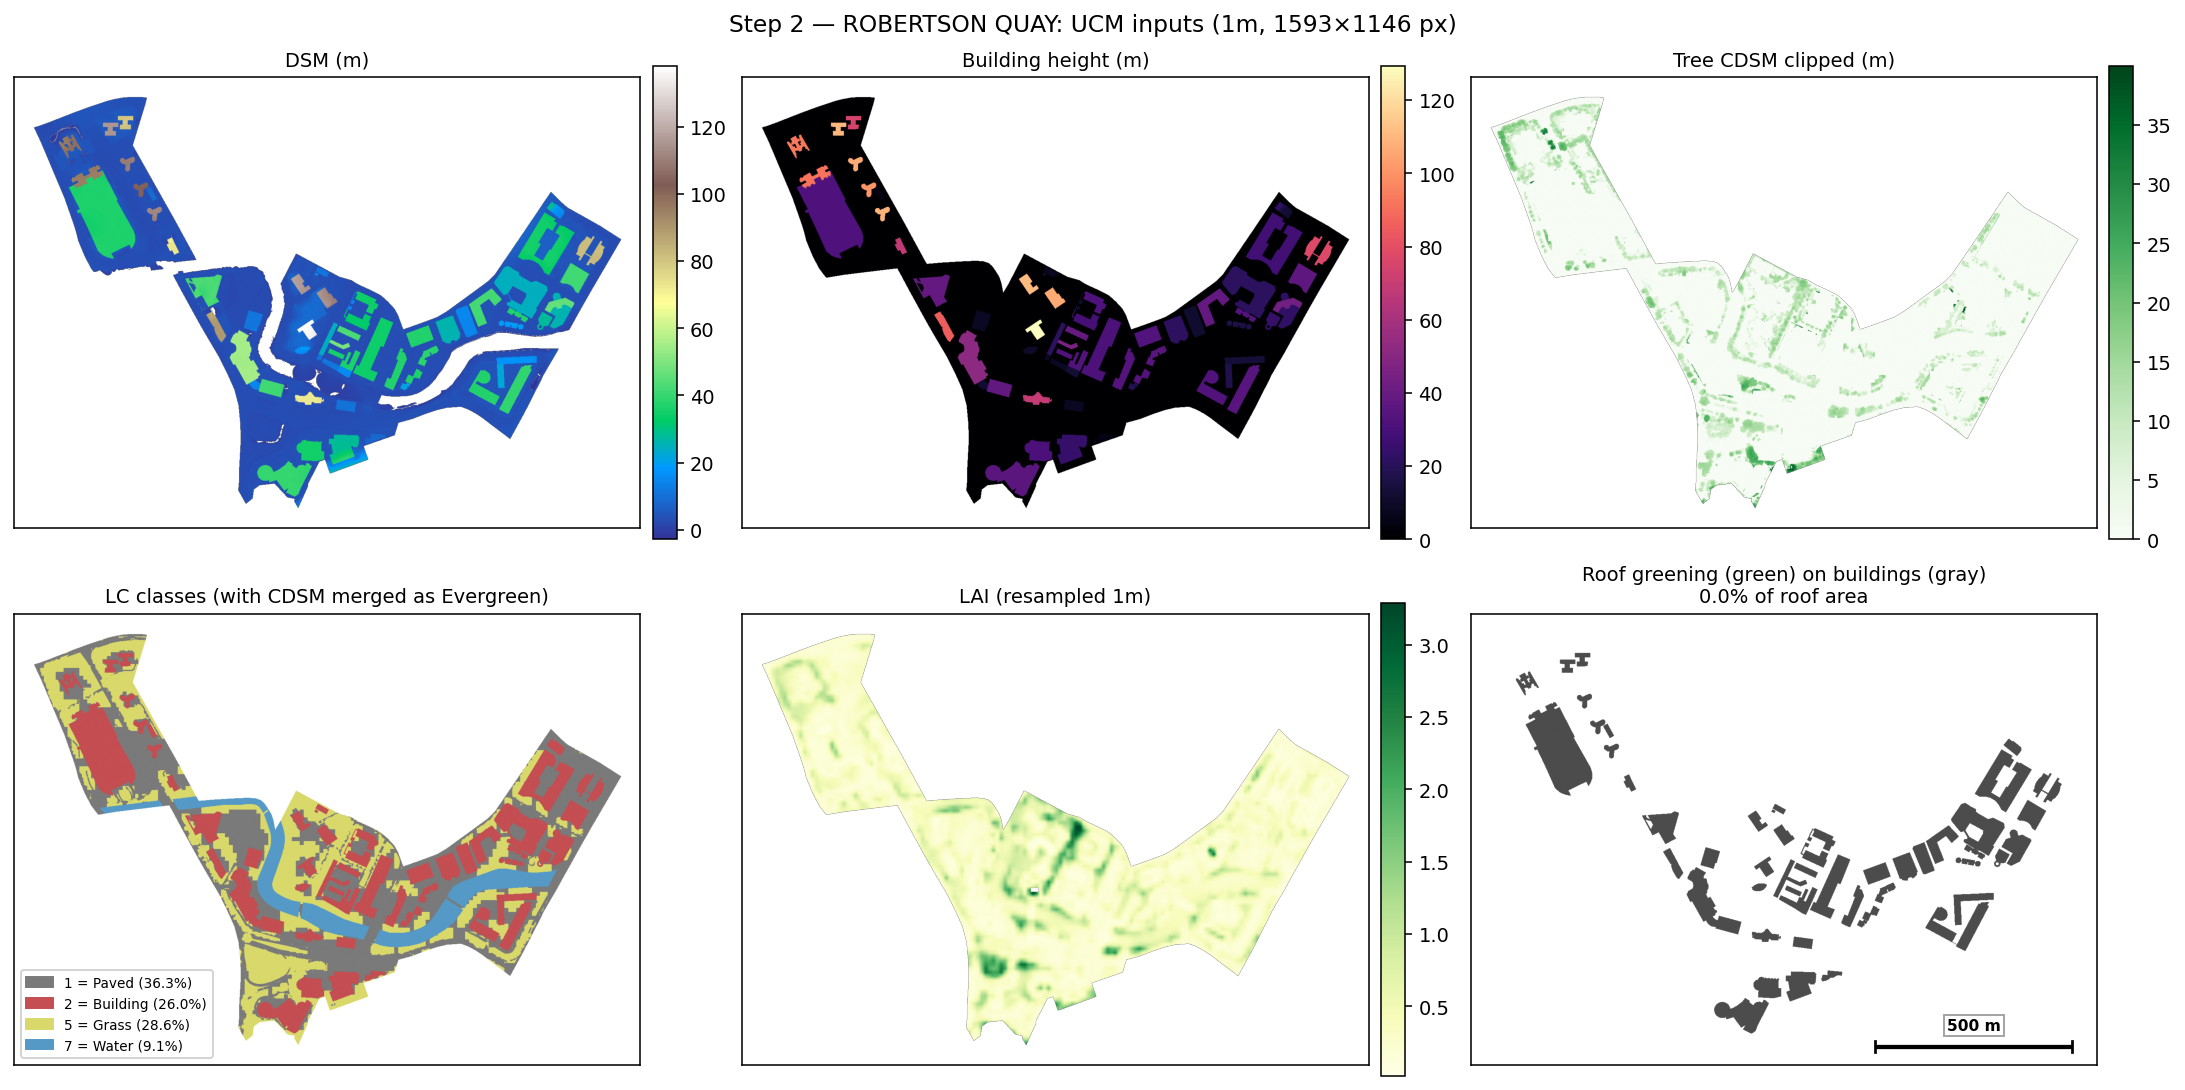 Step 2 — ROBERTSON QUAY: UCM inputs (1m, 1593×1146 px)
DSM (m)
120
100
80
60
40
20
0
Building height (m)
120
100
80
60
40
20
0
Tree CDSM clipped (m)
35
30
25
20
15
10
5
0
LC classes (with CDSM merged as Evergreen)
1 = Paved (36.3%)
2 = Building (26.0%)
5 = Grass (28.6%)
7 = Water (9.1%)
LAI (resampled 1m)
3.0
2.5
2.0
1.5
1.0
0.5
Roof greening (green) on buildings (gray)
0.0% of roof area
500 m